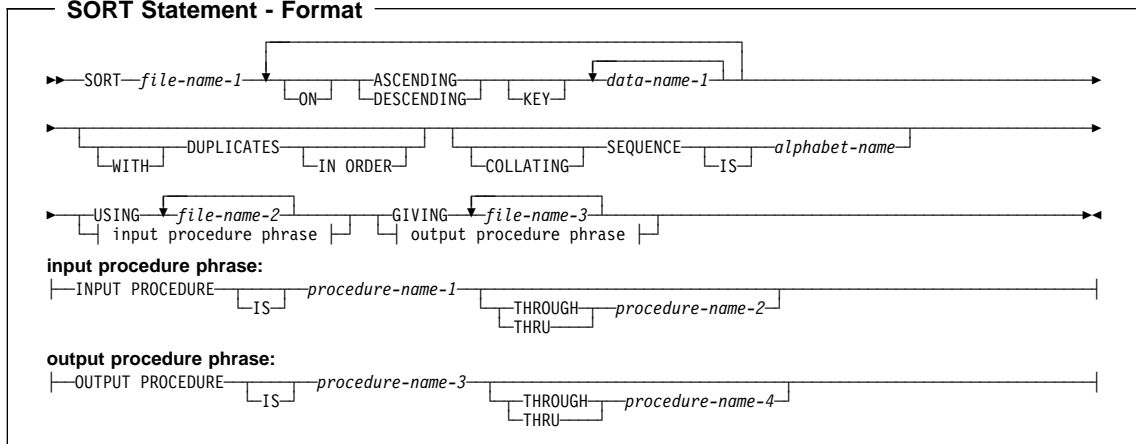 SORT Statement - Format
SORT file-name-1 ON ASCENDING DESCENDING KEY data-name-1
WITH DUPLICATES IN ORDER COLLATING SEQUENCE IS alphabet-name
USING file-name-2 GIVING file-name-3
input procedure phrase output procedure phrase
input procedure phrase:
INPUT PROCEDURE IS procedure-name-1 THROUGH procedure-name-2
THRU
output procedure phrase:
OUTPUT PROCEDURE IS procedure-name-3 THROUGH procedure-name-4
THRU